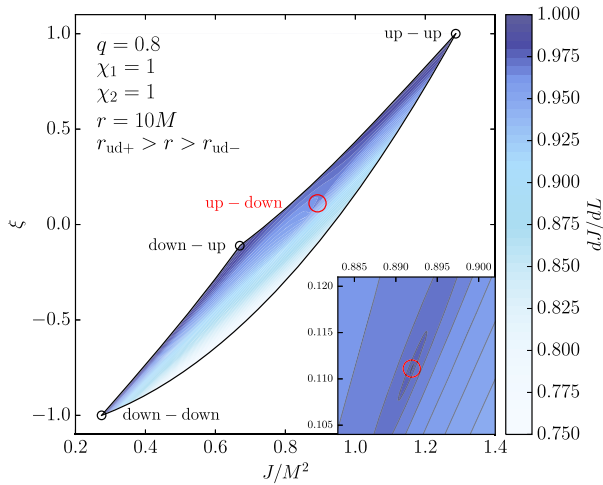 q = 0.8
χ₁ = 1
χ₂ = 1
r = 10M
r_ud+ > r > r_ud−
up − up
up − down
down − up
down − down
ξ
1.0
0.5
0.0
−0.5
−1.0
0.2 0.4 0.6 0.8 1.0 1.2 1.4
J/M²
0.885 0.890 0.895 0.900
0.120
0.115
0.110
0.105
1.000
0.975
0.950
0.925
0.900
0.875
0.850
0.825
0.800
0.775
0.750
dJ/dL